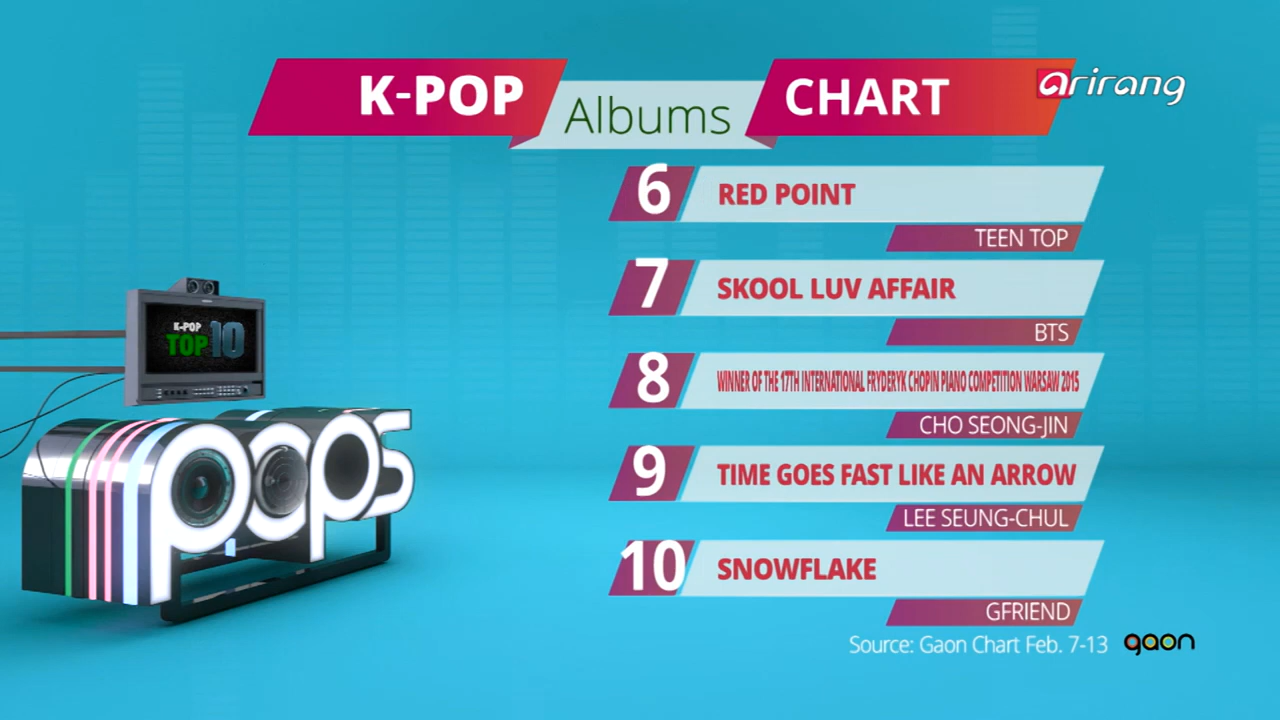 K-POP Albums CHART
arirang
6 RED POINT
TEEN TOP
7 SKOOL LUV AFFAIR
BTS
8 WINNER OF THE 17TH INTERNATIONAL FRYDERYK CHOPIN PIANO COMPETITION WARSAW 2015
CHO SEONG-JIN
9 TIME GOES FAST LIKE AN ARROW
LEE SEUNG-CHUL
10 SNOWFLAKE
GFRIEND
K-POP
TOP 10
pops
Source: Gaon Chart Feb. 7-13 gaon